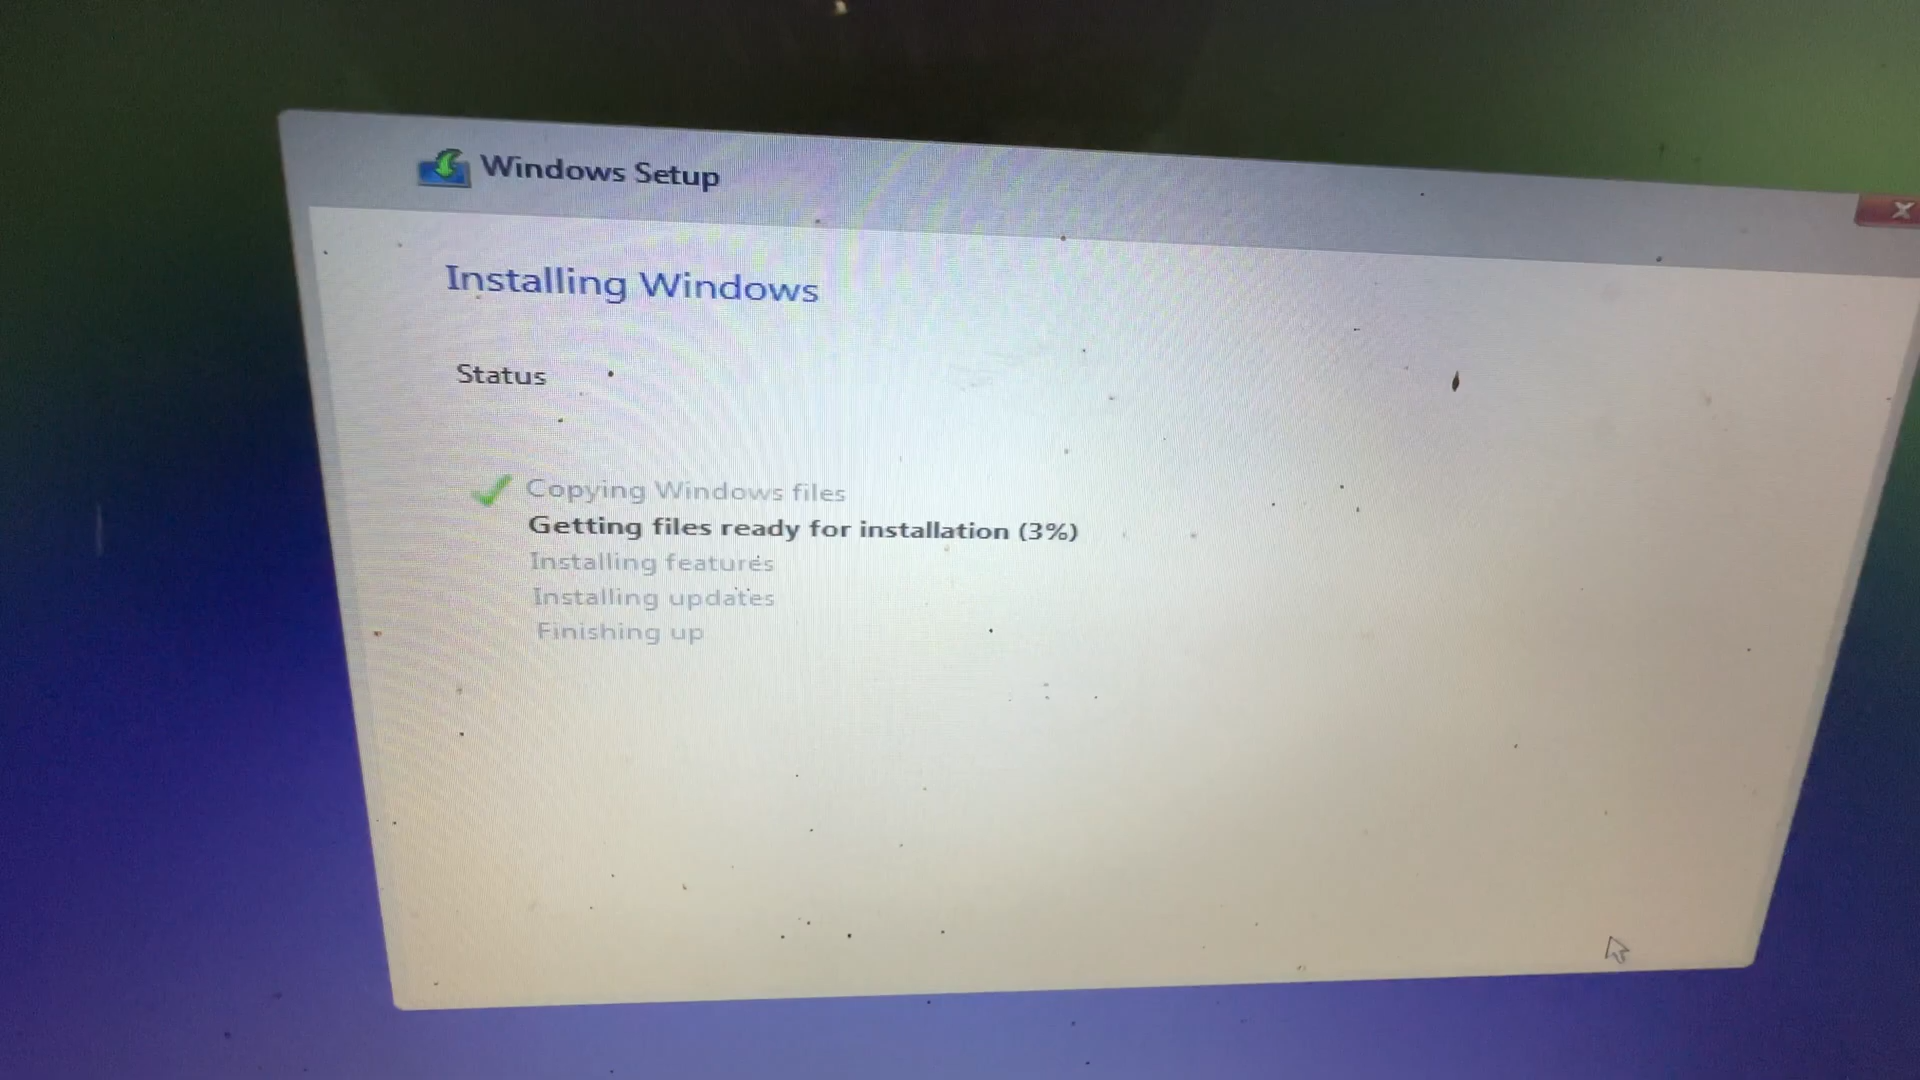 Windows Setup
Installing Windows
Status
Copying Windows files
Getting files ready for installation (3%)
Installing features
Installing updates
Finishing up